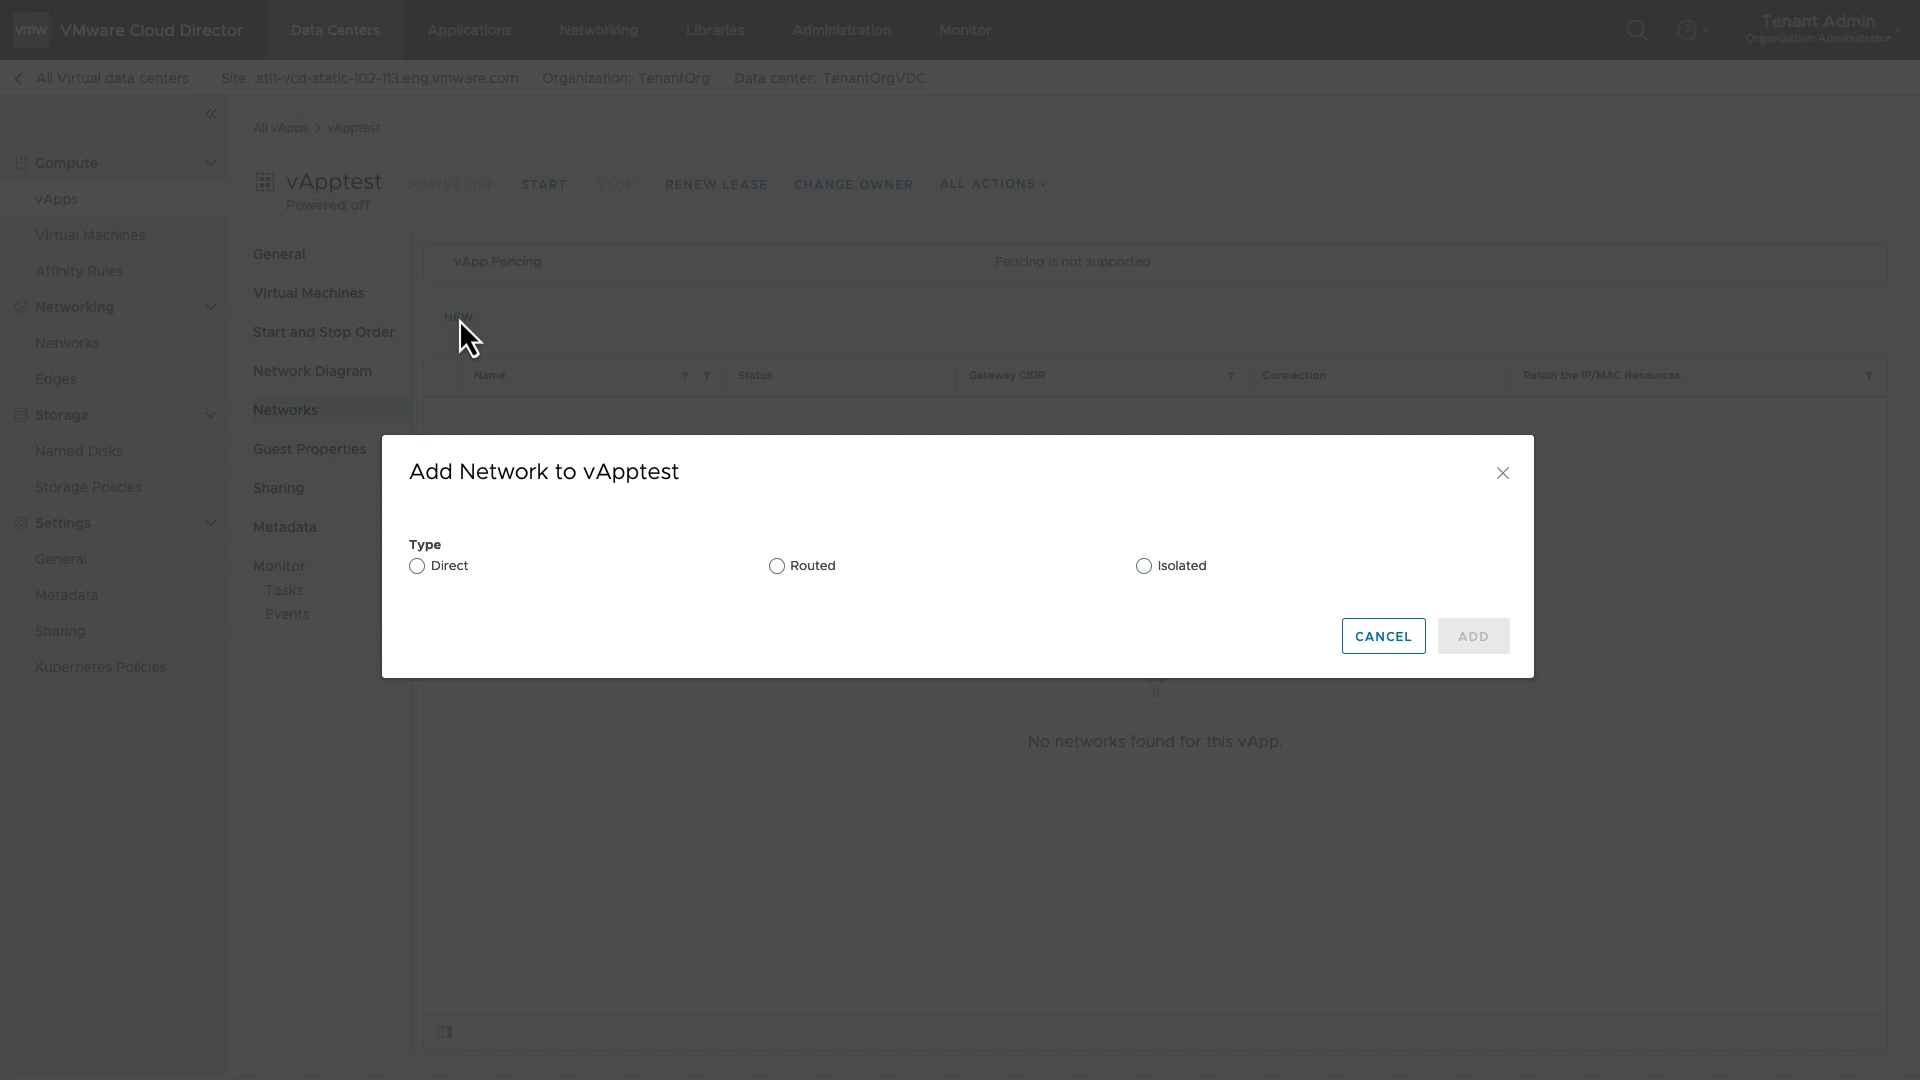 vmw VMware Cloud Director Data Centers Applications Networking Libraries Administration Monitor Tenant Admin
Organization Administrator
All Virtual data centers Site: atl1-vcd-static-102-113.eng.vmware.com Organization: TenantOrg Data center: TenantOrgVDC
All vApps > vApptest
Compute
vApps
Virtual Machines
Affinity Rules
Networking
Networks
Edges
Storage
Named Disks
Storage Policies
Settings
General
Metadata
Sharing
Kubernetes Policies
vApptest POWER OFF START STOP RENEW LEASE CHANGE OWNER ALL ACTIONS
Powered off
General
Virtual Machines
Start and Stop Order
Network Diagram
Networks
Guest Properties
Sharing
Metadata
Monitor
Tasks
Events
vApp Fencing Fencing is not supported
NEW
Name Status Gateway CIDR Connection Retain the IP/MAC Resources.
Add Network to vApptest
Type
Direct Routed Isolated
CANCEL ADD
No networks found for this vApp.